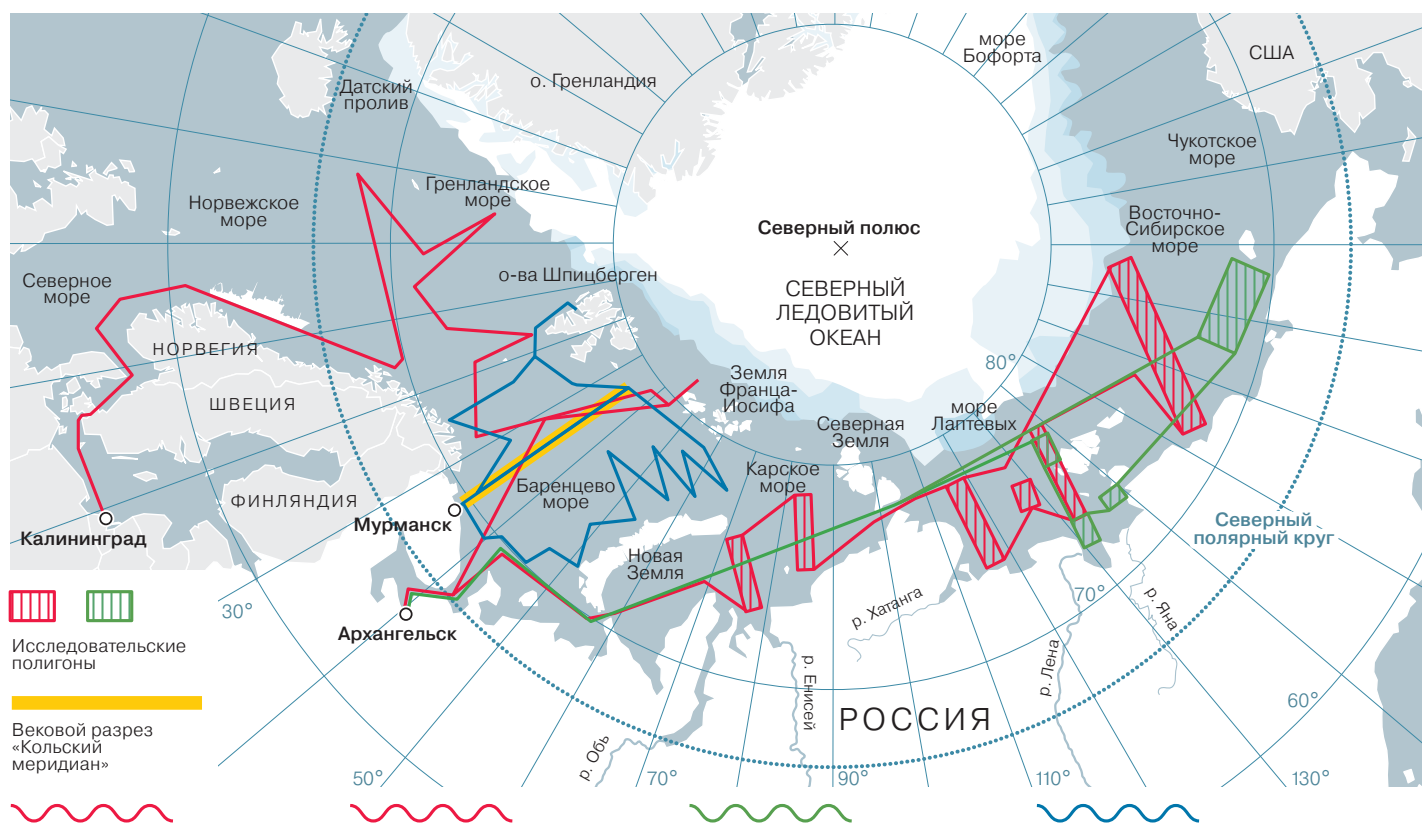 море
Бофорта
США
о. Гренландия
Датский
пролив
Чукотское
море
Гренландское
море
Норвежское
море
Восточно-
Сибирское
море
Северный полюс
Северное
море
о-ва Шпицберген
СЕВЕРНЫЙ
ЛЕДОВИТЫЙ
ОКЕАН
НОРВЕГИЯ
80°
Земля
Франца-
Иосифа
ШВЕЦИЯ
море
Лаптевых
Северная
Земля
Карское
море
ФИНЛЯНДИЯ
Баренцево
море
Мурманск
Калининград
Северный
полярный круг
Новая
Земля
30°
70°
р. Хатанга
р. Яна
Архангельск
Исследовательские
полигоны
р. Лена
р. Енисей
60°
РОССИЯ
Вековой разрез
«Кольский
меридиан»
р. Обь
50°
70°
90°
110°
130°